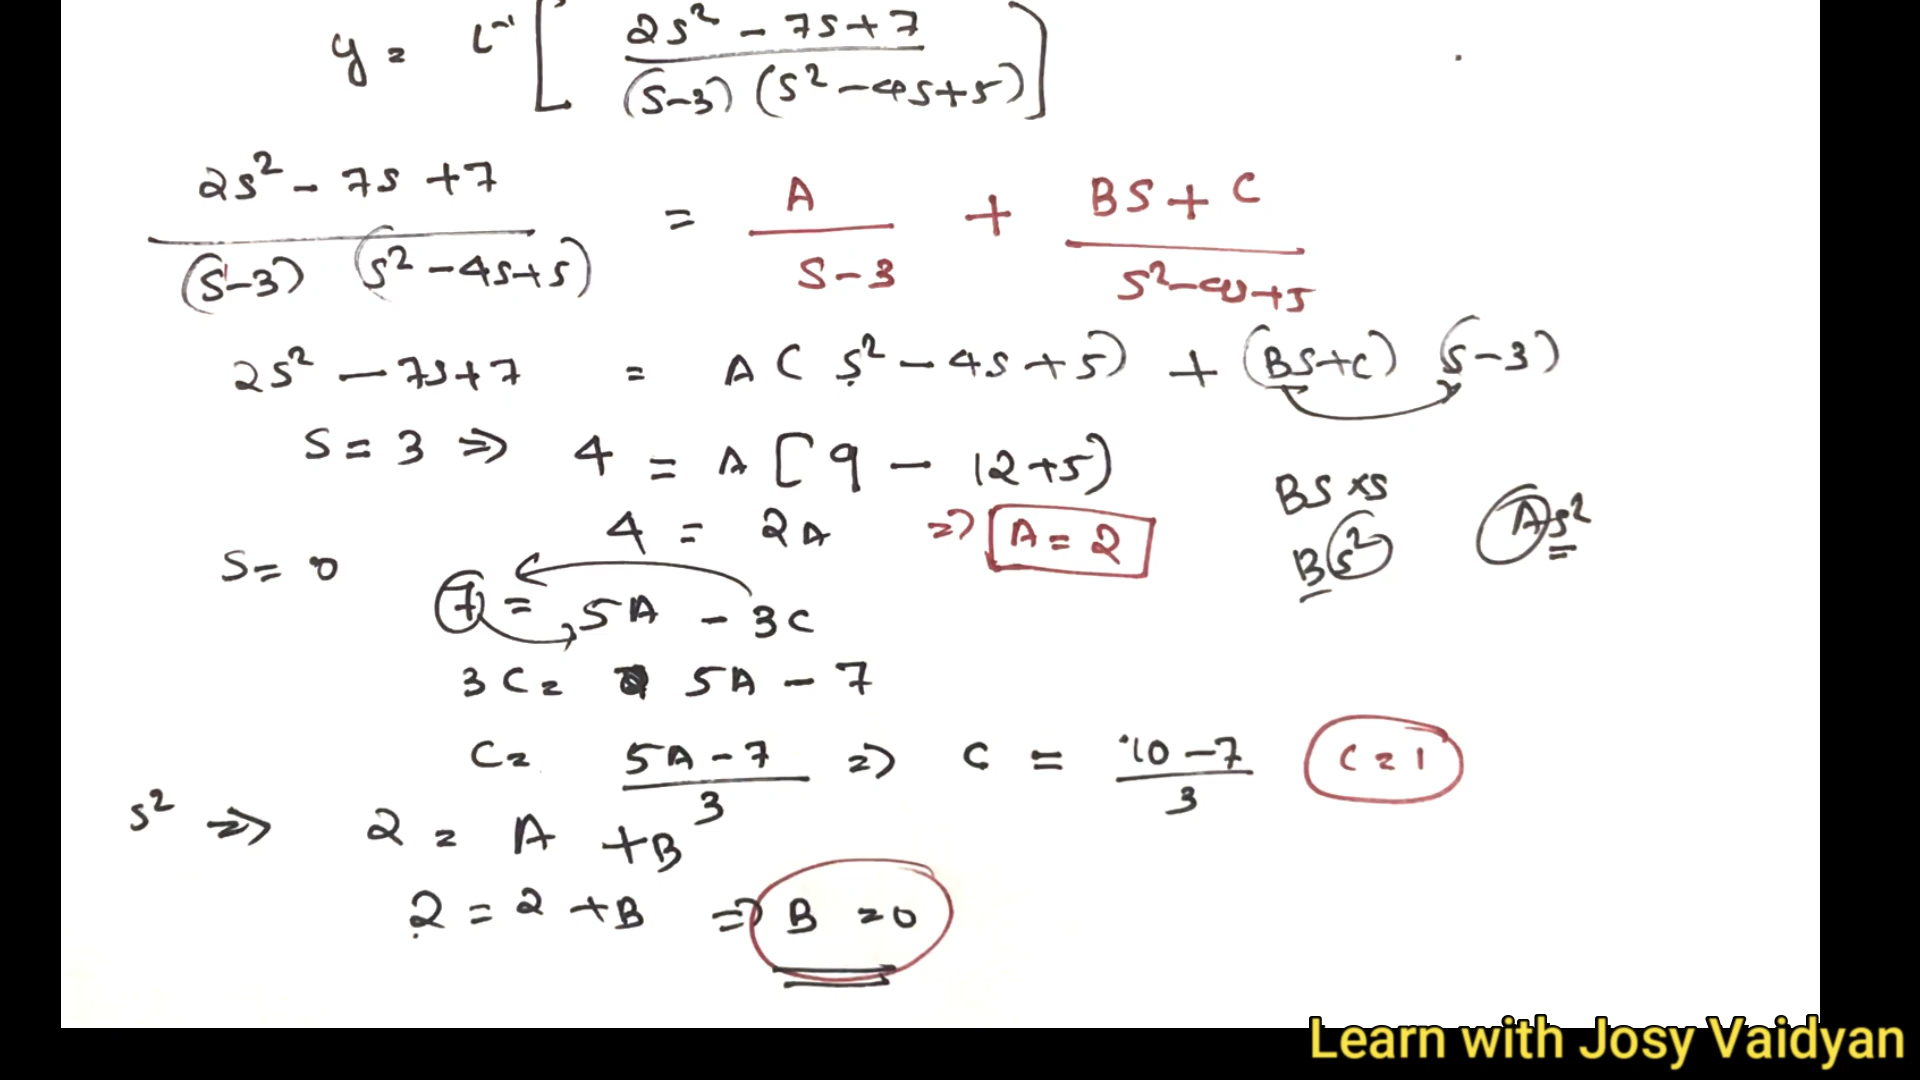 y = L⁻¹ [ 2s² - 7s + 7 / (s-3) (s² - 4s + 5) ]
2s² - 7s + 7 / (s-3) (s² - 4s + 5) = A / s-3 + Bs + C / s² - 4s + 5
2s² - 7s + 7 = A ( s² - 4s + 5 ) + (Bs + C) (s - 3)
s = 3 ⇒ 4 = A [ 9 - 12 + 5 )
Bs × s
As²
4 = 2A ⇒ A = 2
Bs²
s = 0
7 = 5A - 3C
3C = 5A - 7
C = 5A - 7 / 3 ⇒ C = 10 - 7 / 3 C = 1
s² ⇒ 2 = A + B
2 = 2 + B ⇒ B = 0
Learn with Josy Vaidyan